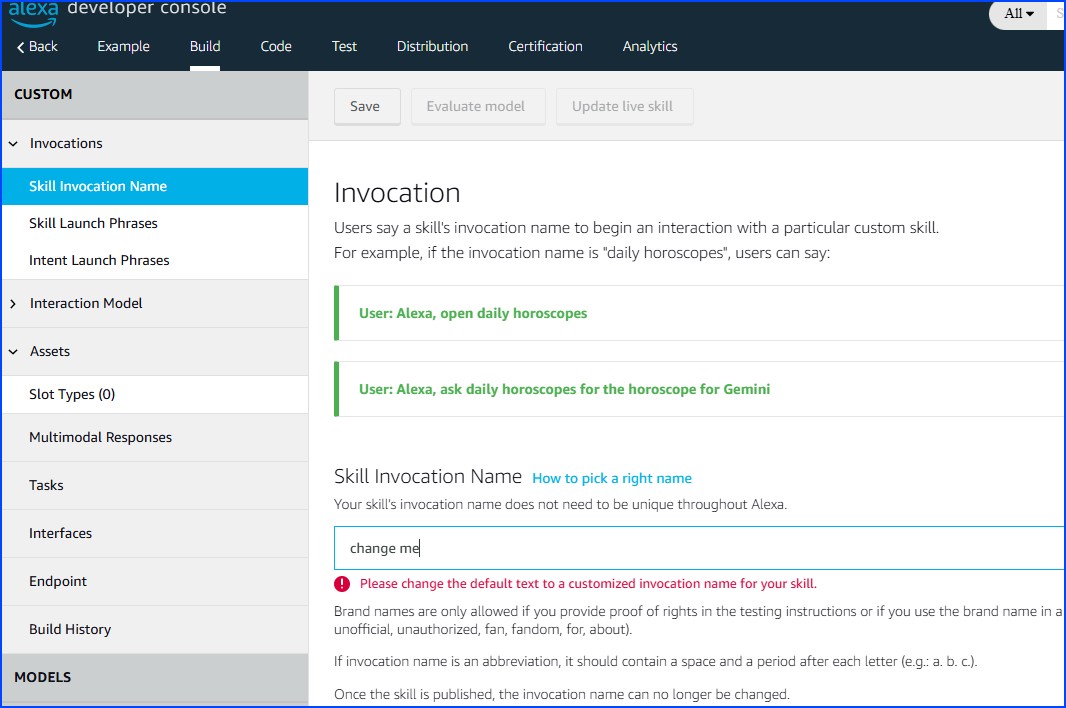 alexa developer console
All
Back Example Build Code Test Distribution Certification Analytics
CUSTOM
Save Evaluate model Update live skill
Invocations
Skill Invocation Name
Skill Launch Phrases
Intent Launch Phrases
Interaction Model
Assets
Slot Types (0)
Multimodal Responses
Tasks
Interfaces
Endpoint
Build History
MODELS
Invocation
Users say a skill's invocation name to begin an interaction with a particular custom skill.
For example, if the invocation name is "daily horoscopes", users can say:
User: Alexa, open daily horoscopes
User: Alexa, ask daily horoscopes for the horoscope for Gemini
Skill Invocation Name How to pick a right name
Your skill's invocation name does not need to be unique throughout Alexa.
change me
Please change the default text to a customized invocation name for your skill.
Brand names are only allowed if you provide proof of rights in the testing instructions or if you use the brand name in a
unofficial, unauthorized, fan, fandom, for, about).
If invocation name is an abbreviation, it should contain a space and a period after each letter (e.g.: a. b. c.).
Once the skill is published, the invocation name can no longer be changed.